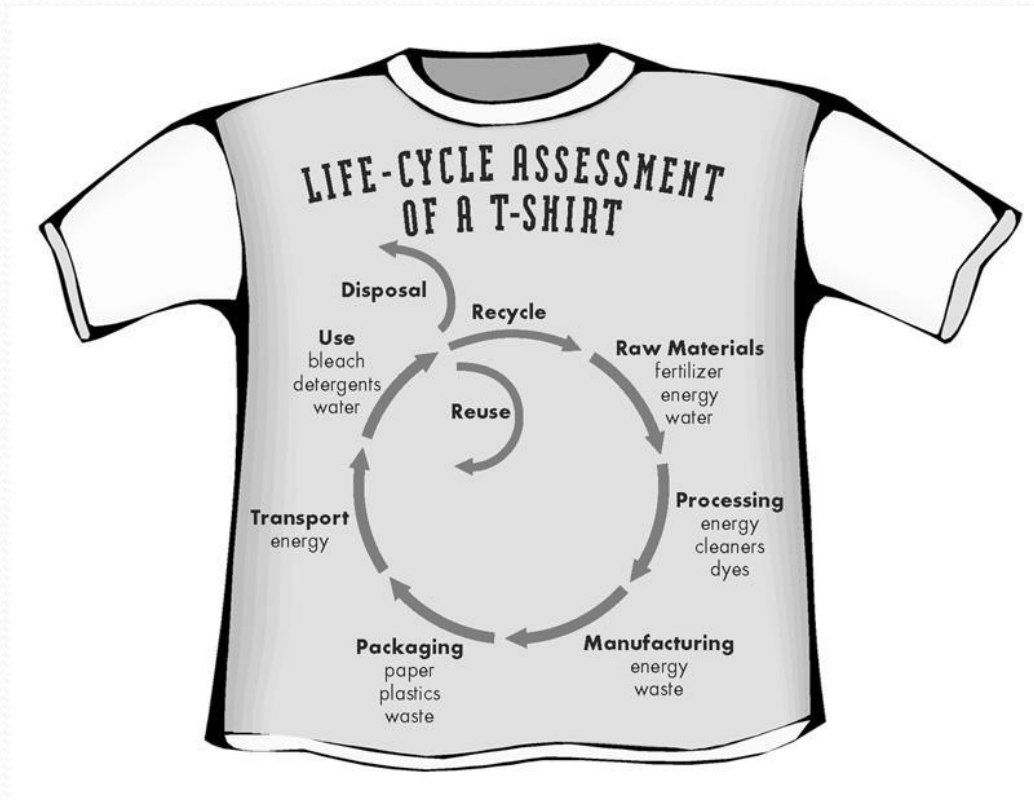 LIFE-CYCLE ASSESSMENT
OF A T-SHIRT
Disposal
Recycle
Use
bleach
detergents
water
Reuse
Raw Materials
fertilizer
energy
water
Processing
energy
cleaners
dyes
Transport
energy
Packaging
paper
plastics
waste
Manufacturing
energy
waste